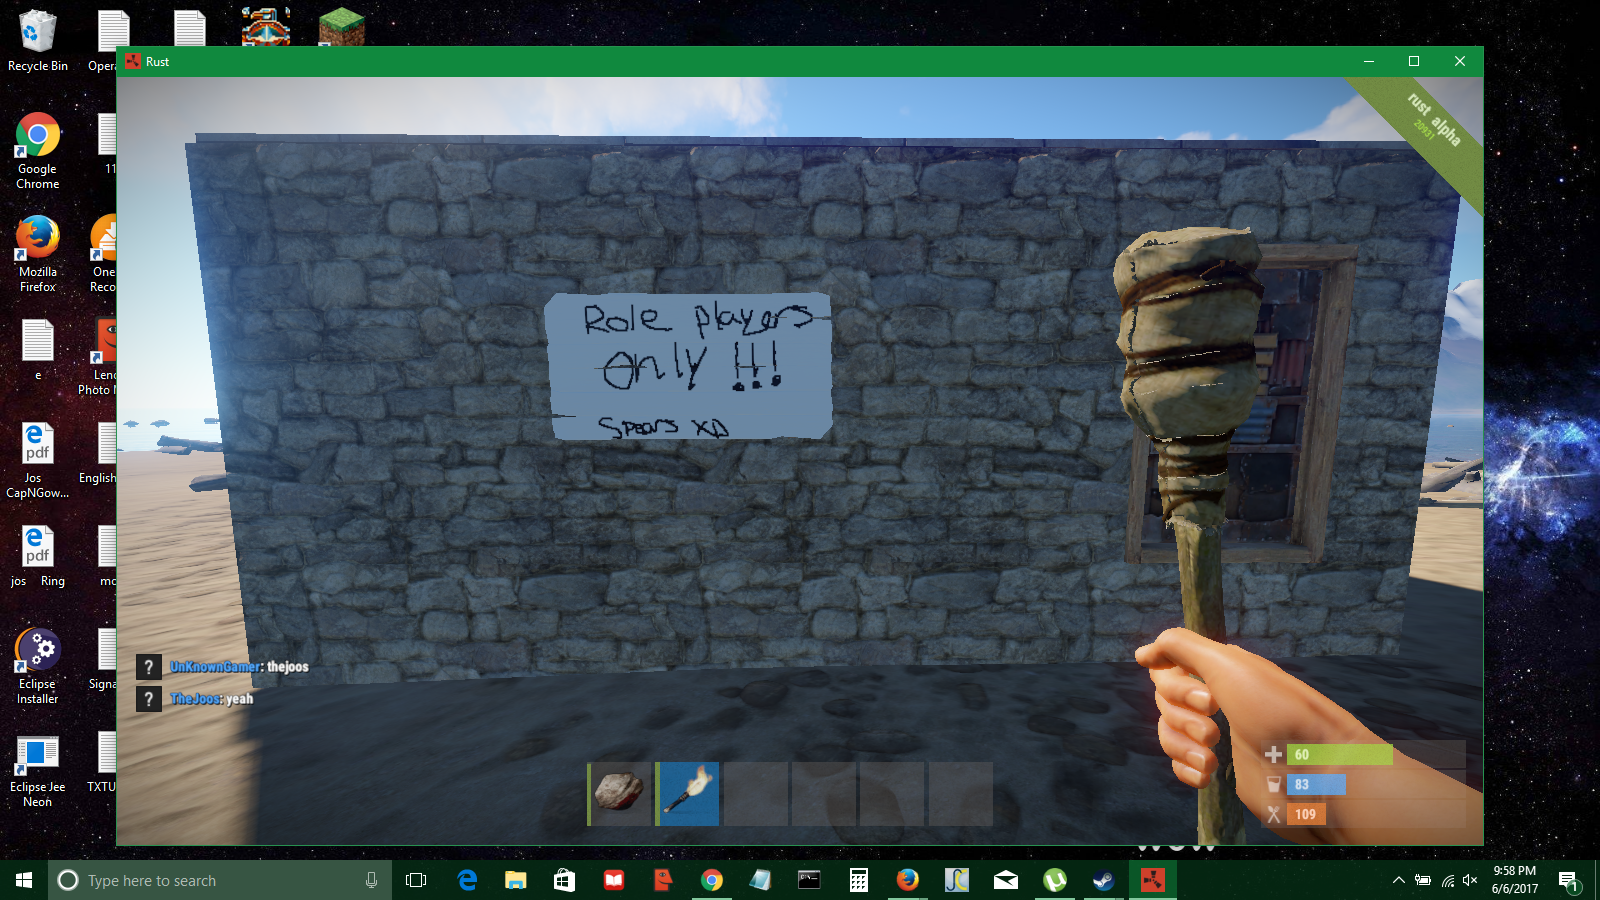 Recycle Bin
Opera
Google
Chrome
11
Mozilla
Firefox
One
Reco
e
Leno
Photo M
Jos
CapNGow...
English
jos Ring
mo
Eclipse
Installer
Signa
Eclipse Jee
Neon
TXTU
Rust
rust alpha
20931
Role players
only !!!
Spears XD
? UnKnownGamer: thejoos
? TheJoos: yeah
60
83
109
Type here to search
9:58 PM
6/6/2017
1